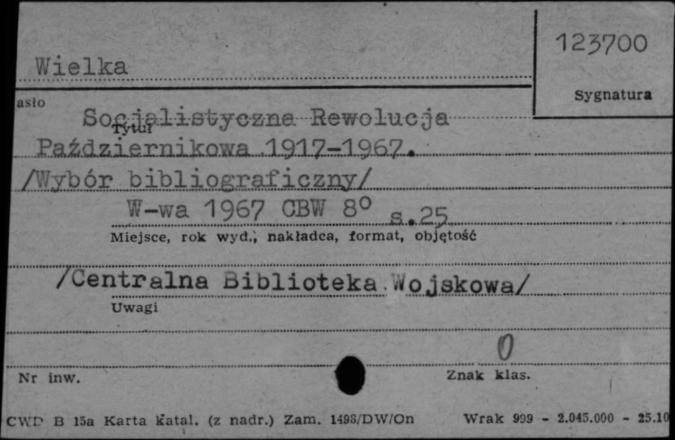 123700
Wielka
Sygnatura
asło
Socjalistyczna Rewolucja
Tytuł
Październikowa 1917-1967.
/Wybór bibliograficzny/
W-wa 1967 CBW 8° s.25
Miejsce, rok wyd., nakładca, format, objętość
/Centralna Biblioteka Wojskowa/
Uwagi
0
Nr inw.
Znak klas.
CWD B 15a Karta katal. (z nadr.) Zam. 1498/DW/On Wrak 999 - 2.045.000 - 25.10